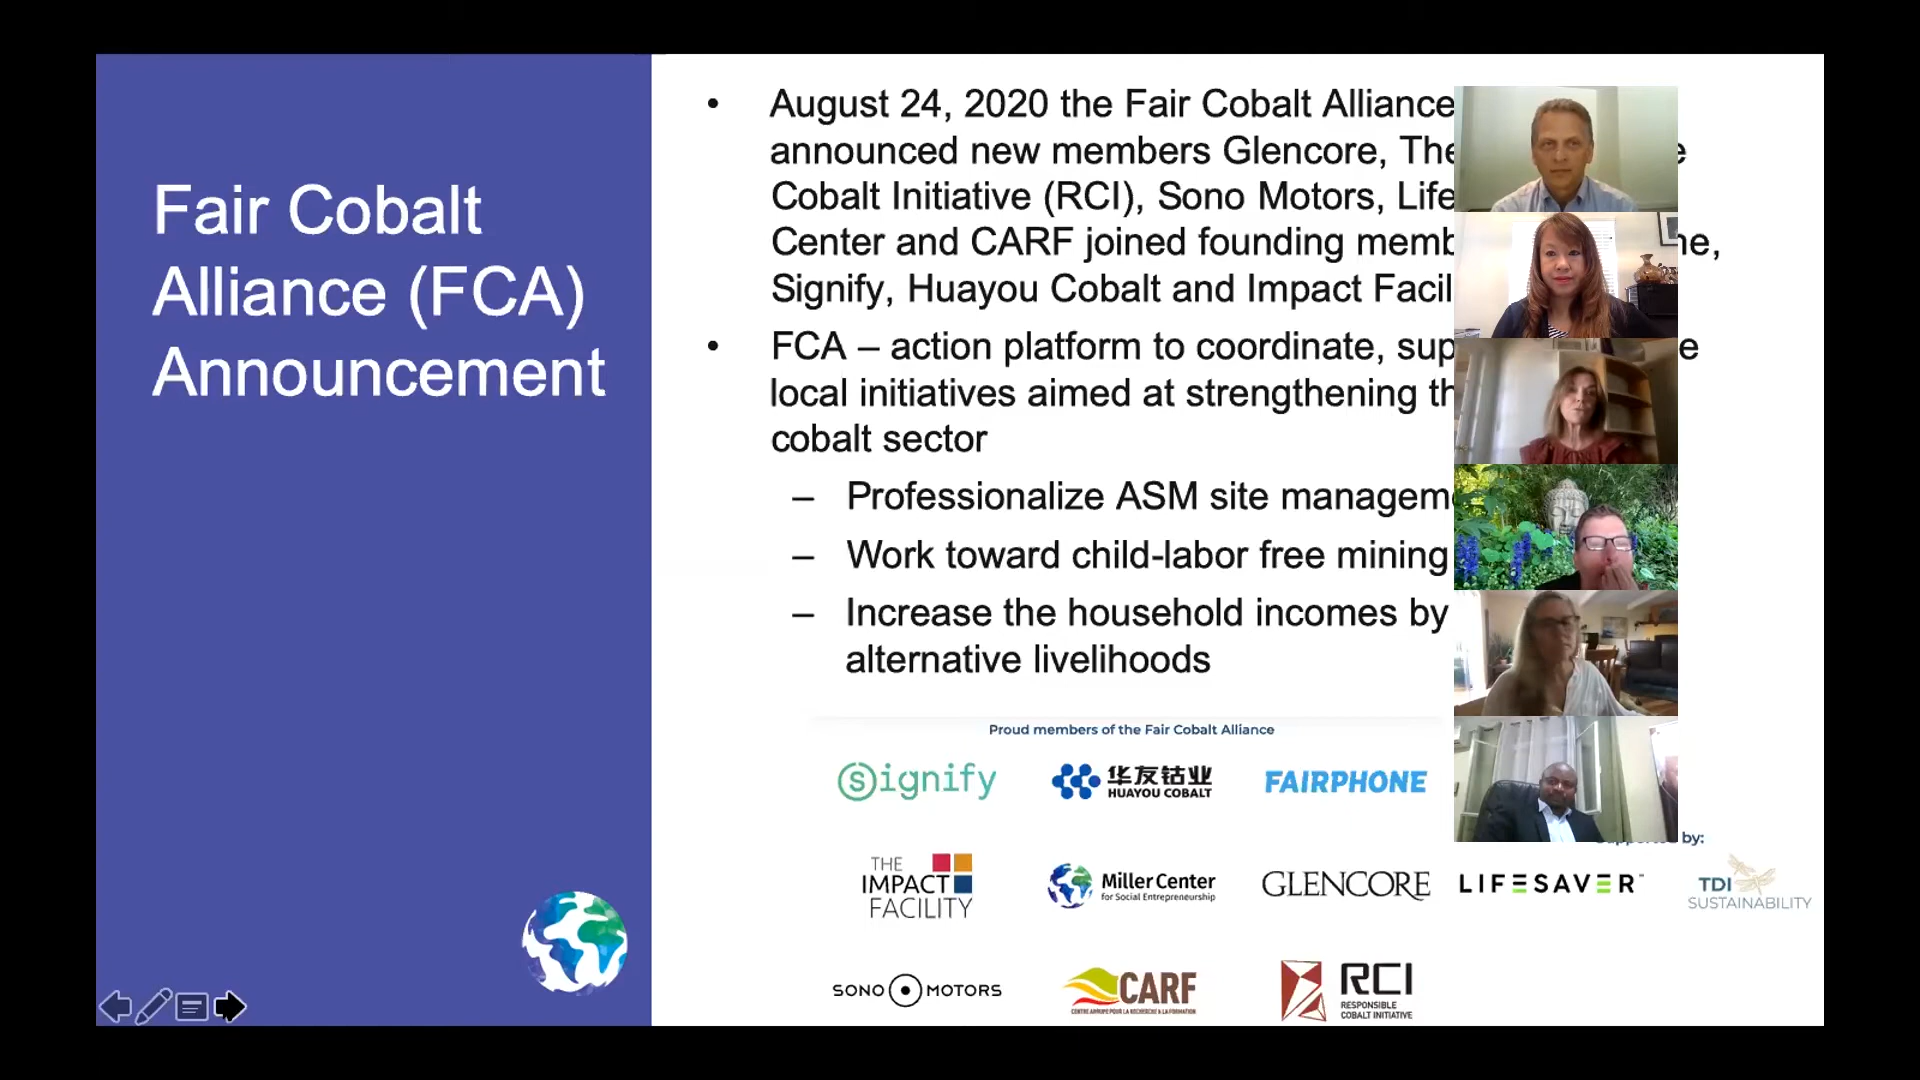 Fair Cobalt
Alliance (FCA)
Announcement
• August 24, 2020 the Fair Cobalt Alliance
announced new members Glencore, The
Cobalt Initiative (RCI), Sono Motors, Life
Center and CARF joined founding memb ne,
Signify, Huayou Cobalt and Impact Facil
• FCA – action platform to coordinate, sup e
local initiatives aimed at strengthening th
cobalt sector
– Professionalize ASM site manageme
– Work toward child-labor free mining
– Increase the household incomes by
alternative livelihoods
Proud members of the Fair Cobalt Alliance
Signify
华友钴业
HUAYOU COBALT
FAIRPHONE
by:
THE
IMPACT
FACILITY
Miller Center
for Social Entrepreneurship
GLENCORE
LIFESAVER™
TDI
SUSTAINABILITY
SONO MOTORS
CARF
CENTRE ARRUPE POUR LA RECHERCHE & LA FORMATION
RCI
RESPONSIBLE
COBALT INITIATIVE